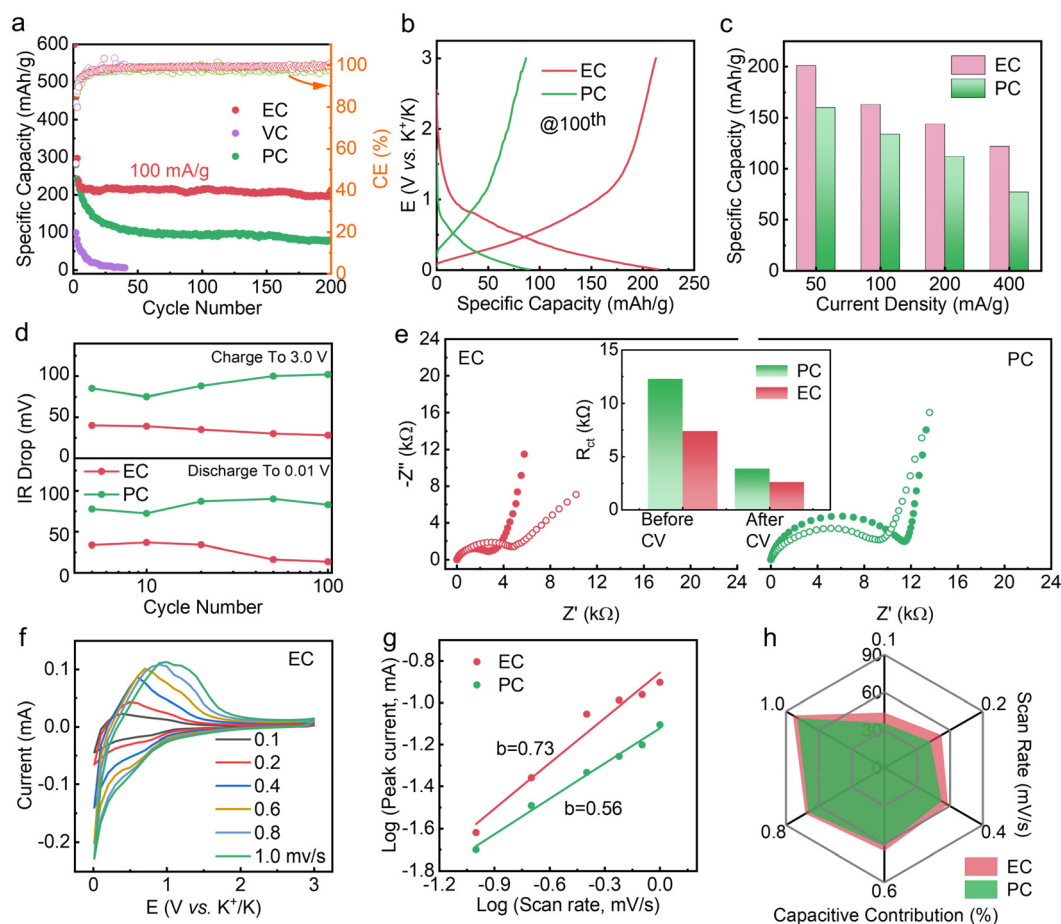 a
600
500
400
300
200
100
0
Specific Capacity (mAh/g)
100
80
60
40
20
0
CE (%)
EC
VC
PC
100 mA/g
0 50 100 150 200
Cycle Number
b
3
2
1
0
E (V vs. K⁺/K)
EC
PC
@100th
0 50 100 150 200 250
Specific Capacity (mAh/g)
c
200
150
100
50
0
Specific Capacity (mAh/g)
EC
PC
50 100 200 400
Current Density (mA/g)
d
100
50
0
100
50
0
IR Drop (mV)
Charge To 3.0 V
EC
PC
Discharge To 0.01 V
10 100
Cycle Number
e
24
20
16
12
8
4
0
-Z'' (kΩ)
EC
0 4 8 12 16 20 24
Z' (kΩ)
15
10
5
0
Rct (kΩ)
PC
EC
Before CV
After CV
PC
0 4 8 12 16 20 24
Z' (kΩ)
f
0.1
0.0
-0.1
-0.2
Current (mA)
EC
0.1
0.2
0.4
0.6
0.8
1.0 mv/s
0 1 2 3
E (V vs. K⁺/K)
g
-0.8
-1.0
-1.2
-1.4
-1.6
-1.8
Log (Peak current, mA)
EC
PC
b=0.73
b=0.56
-1.2 -0.9 -0.6 -0.3 0.0
Log (Scan rate, mV/s)
h
0.1
90
60
30
0
0.2
0.4
0.6
0.8
1.0
Scan Rate (mV/s)
EC
PC
Capacitive Contribution (%)